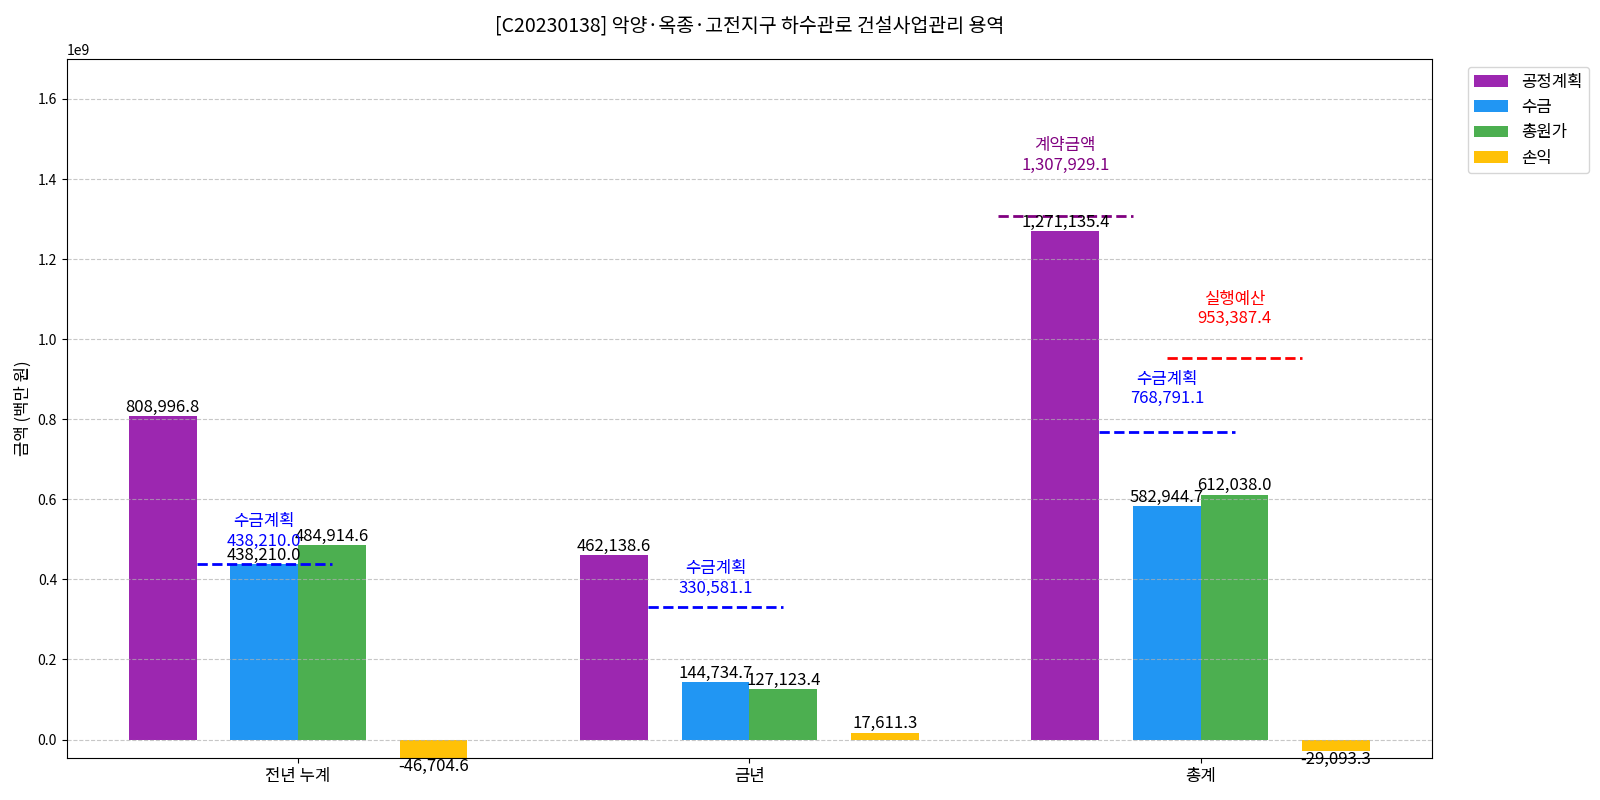 [C20230138] 악양·옥종·고전지구 하수관로 건설사업관리 용역
1e9
금액 (백만 원)
1.6
1.4
1.2
1.0
0.8
0.6
0.4
0.2
0.0
808,996.8
수금계획
438,210.0
438,210.0
484,914.6
-46,704.6
462,138.6
수금계획
330,581.1
144,734.7
127,123.4
17,611.3
계약금액
1,307,929.1
1,271,135.4
실행예산
953,387.4
수금계획
768,791.1
582,944.7
612,038.0
-29,093.3
전년 누계
금년
총계
공정계획
수금
총원가
손익